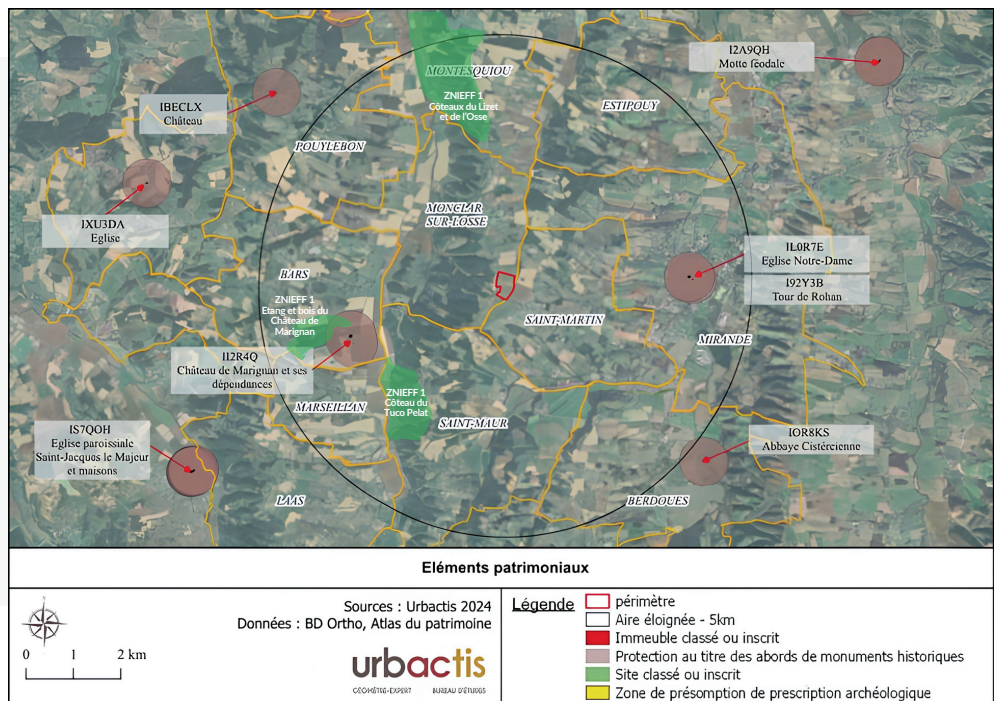 MONTESQUIOU
ZNIEFF 1
Côteaux du Lizet
et de l'Osse
I2A9QH
Motte féodale
ESTIPOUY
IBECLX
Château
POUYLEBON
IXU3DA
Eglise
MONCLAR
SUR-LOSSE
IL0R7E
Eglise Notre-Dame
I92Y3B
Tour de Rohan
BARS
ZNIEFF 1
Etang et bois du
Château de
Marignan
SAINT-MARTIN
MIRANDE
I12R4Q
Château de Marignan et ses
dépendances
ZNIEFF 1
Côteau du
Tuco Pelat
MARSEILLAN
SAINT-MAUR
IS7QOH
Eglise paroissiale
Saint-Jacques le Majeur
et maisons
IOR8KS
Abbaye Cistércienne
LAAS
BERDOUES
Eléments patrimoniaux
0 1 2 km
Sources : Urbactis 2024
Données : BD Ortho, Atlas du patrimoine
urbactis
GÉOMÈTRE-EXPERT BUREAU D'ÉTUDES
Légende
périmètre
Aire éloignée - 5km
Immeuble classé ou inscrit
Protection au titre des abords de monuments historiques
Site classé ou inscrit
Zone de présomption de prescription archéologique